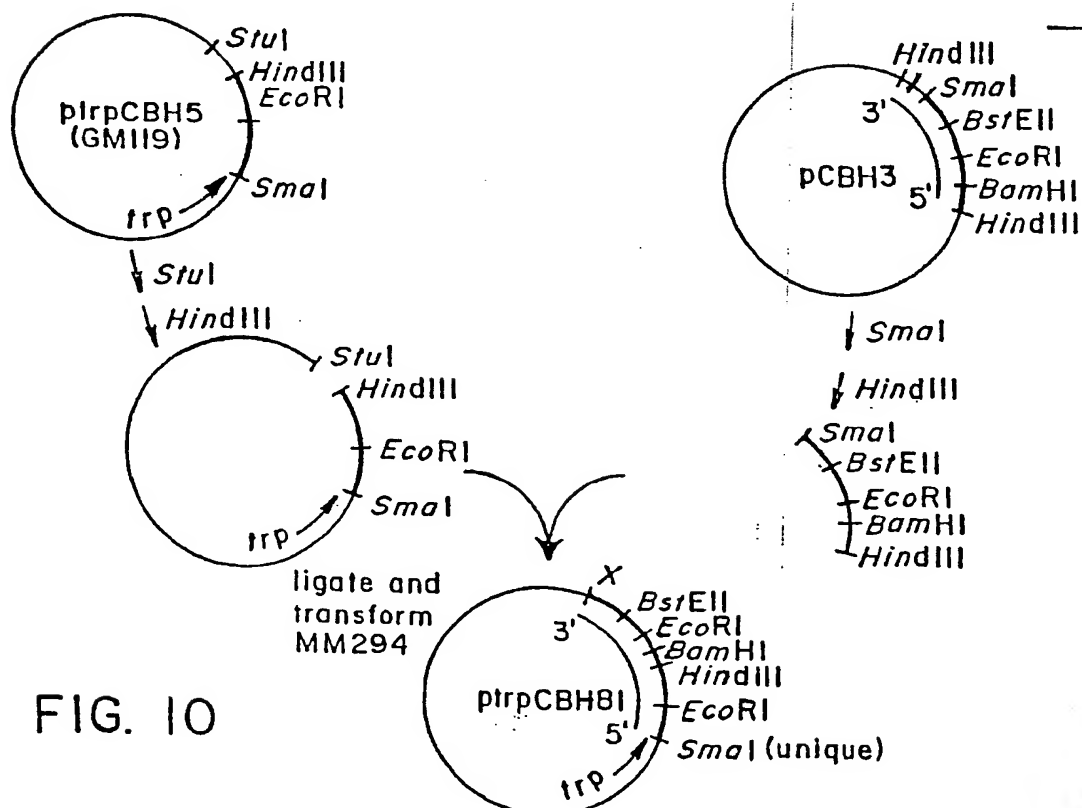 StuI
HindIII
EcoRI
ptrpCBH5
(GM119)
SmaI
trp
StuI
HindIII
StuI
HindIII
EcoRI
SmaI
trp
HindIII
SmaI
3'
BstEII
EcoRI
pCBH3
5'
BamHI
HindIII
SmaI
HindIII
SmaI
BstEII
EcoRI
BamHI
HindIII
ligate and
transform
MM294
X
BstEII
3'
EcoRI
BamHI
HindIII
ptrpCBH81
EcoRI
5'
SmaI (unique)
trp
FIG. 10